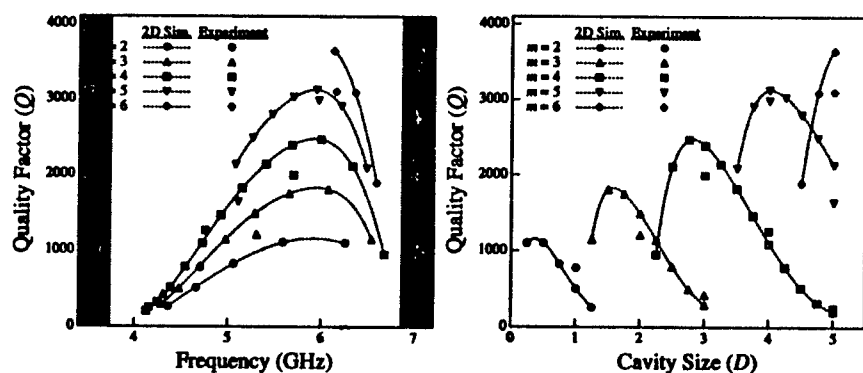 4000
3000
2000
1000
0
Quality Factor (Q)
2D Sim. Experiment
= 2
= 3
= 4
= 5
= 6
4 5 6 7
Frequency (GHz)
4000
3000
2000
1000
0
Quality Factor (Q)
2D Sim. Experiment
m = 2
m = 3
m = 4
m = 5
m = 6
0 1 2 3 4 5
Cavity Size (D)